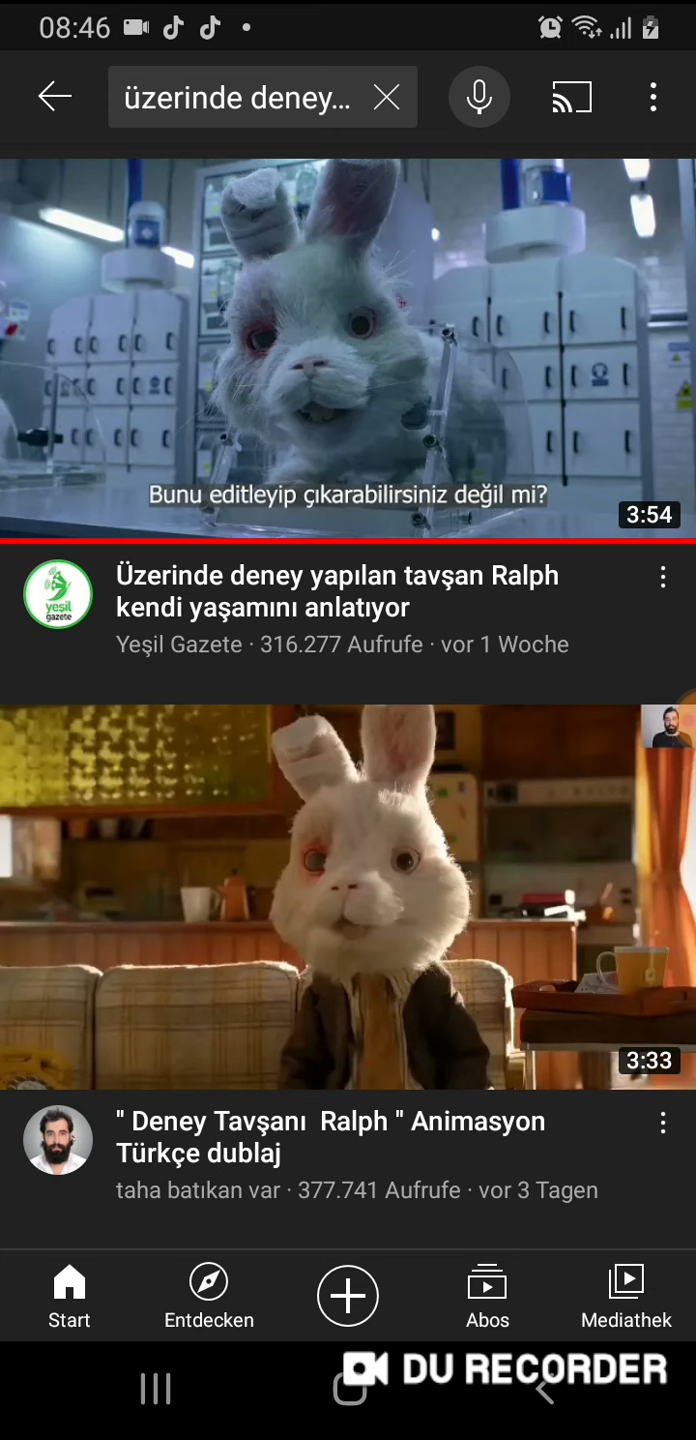 08:46
üzerinde deney...
Bunu editleyip çıkarabilirsiniz değil mi?
3:54
yeşil
gazete
Üzerinde deney yapılan tavşan Ralph
kendi yaşamını anlatıyor
Yeşil Gazete · 316.277 Aufrufe · vor 1 Woche
3:33
" Deney Tavşanı  Ralph " Animasyon
Türkçe dublaj
taha batıkan var · 377.741 Aufrufe · vor 3 Tagen
Start
Entdecken
Abos
Mediathek
DU RECORDER